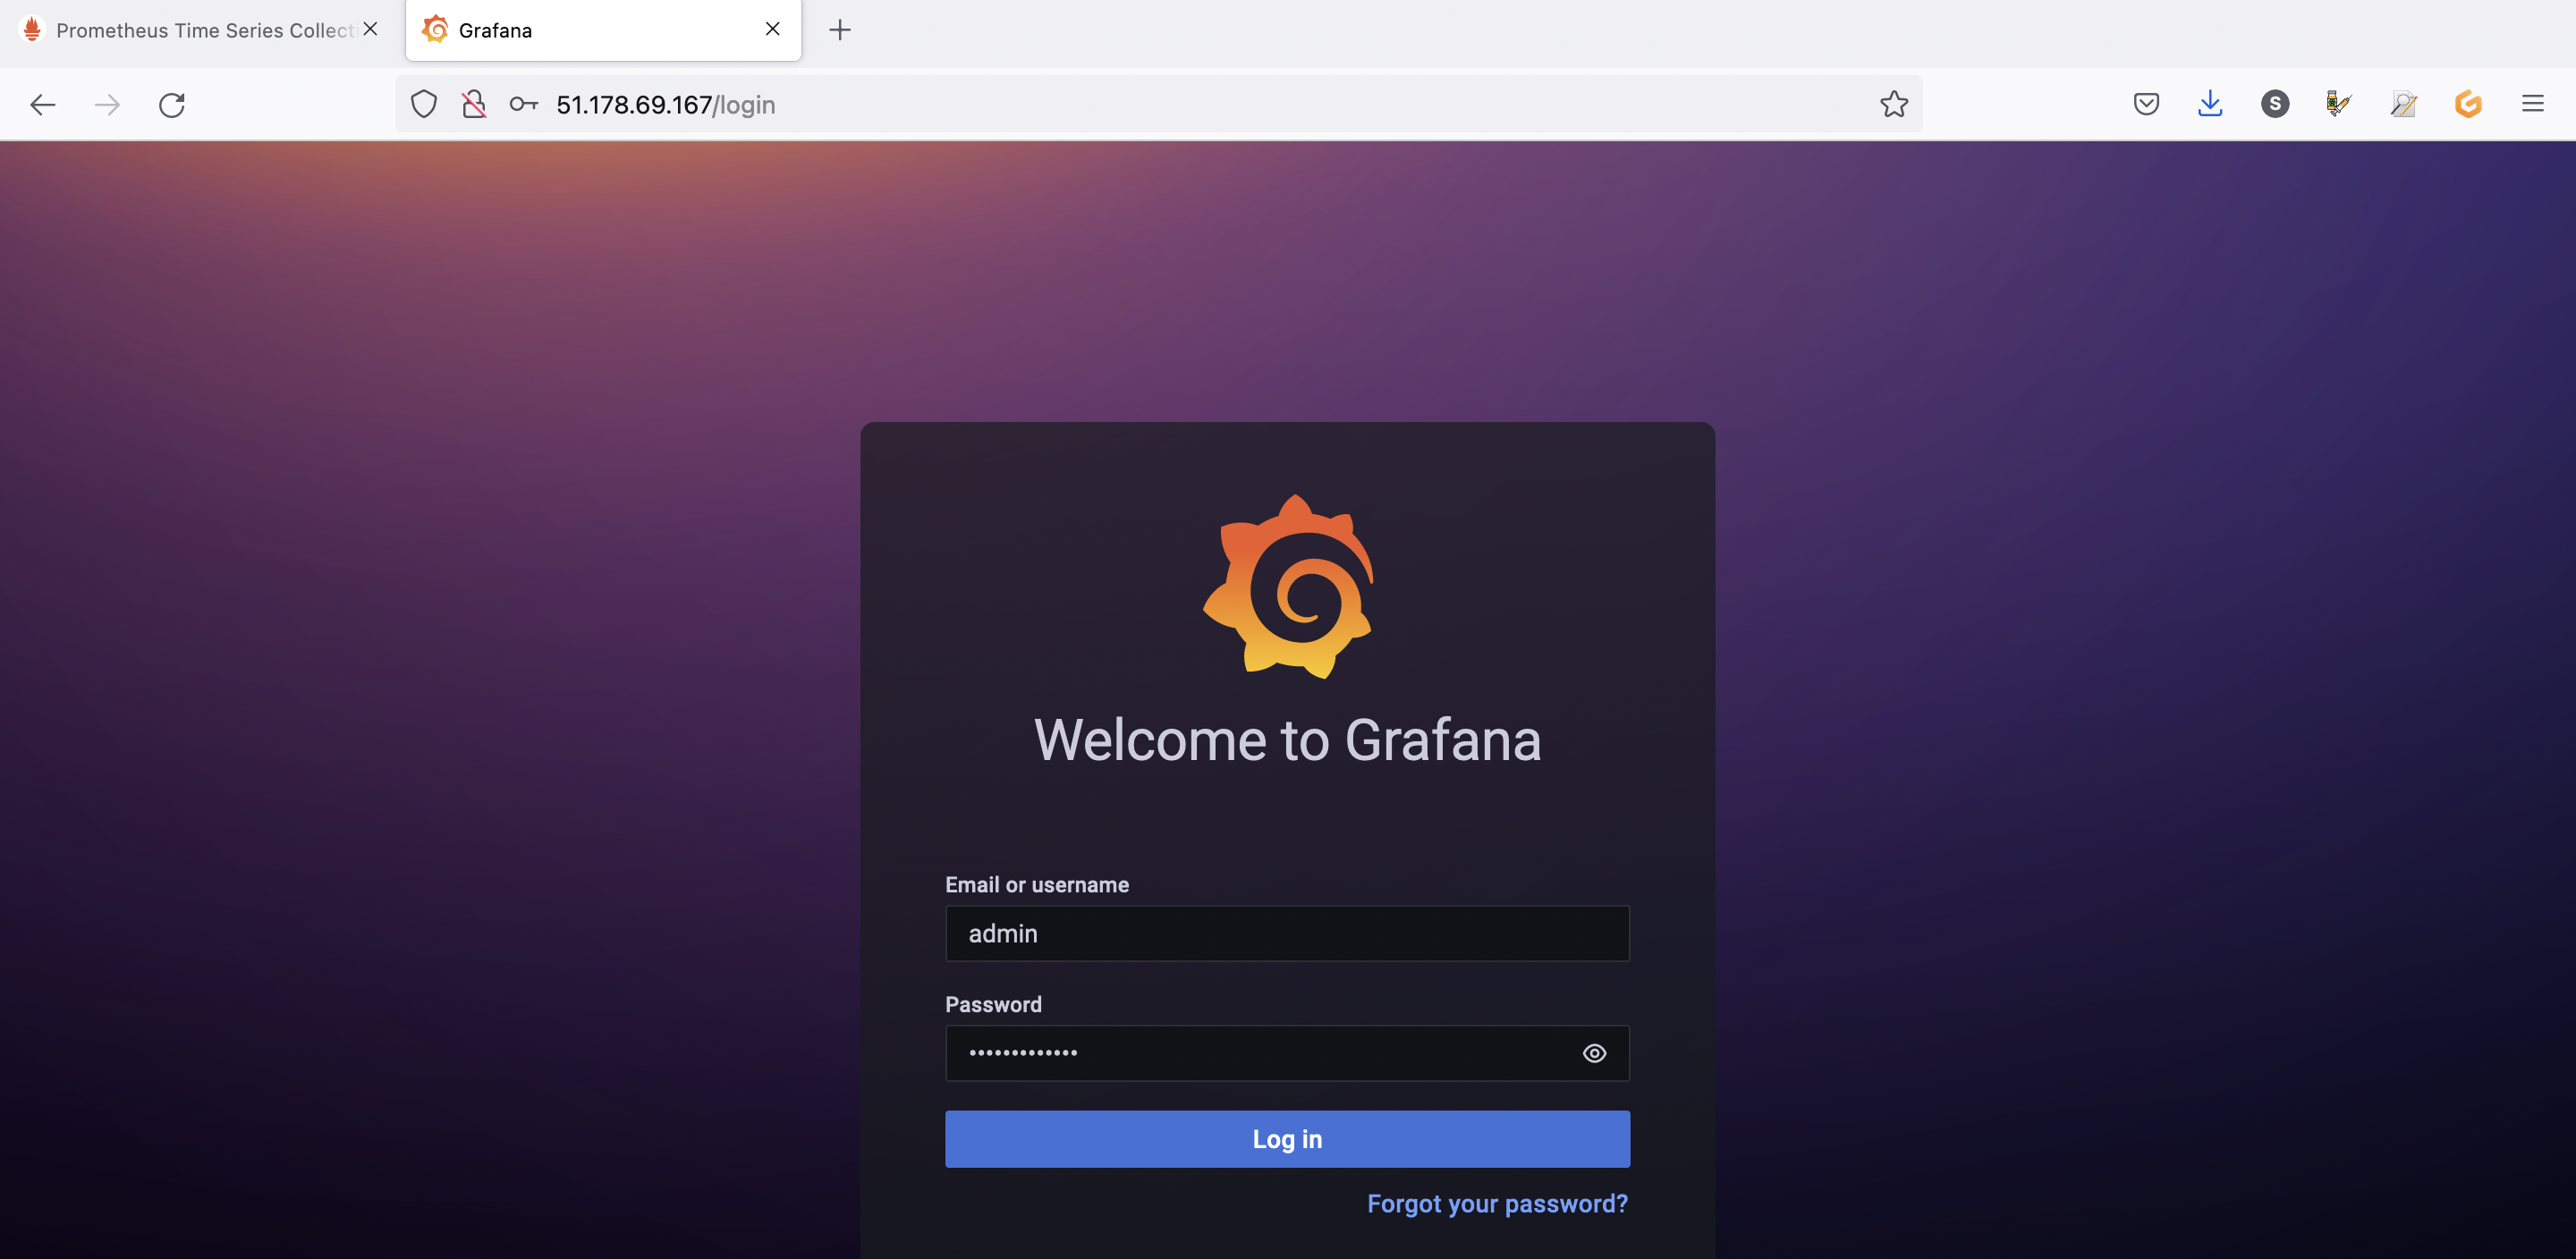 Prometheus Time Series Collect
Grafana
51.178.69.167/login
S
Welcome to Grafana
Email or username
admin
Password
•••••••••••••
Log in
Forgot your password?